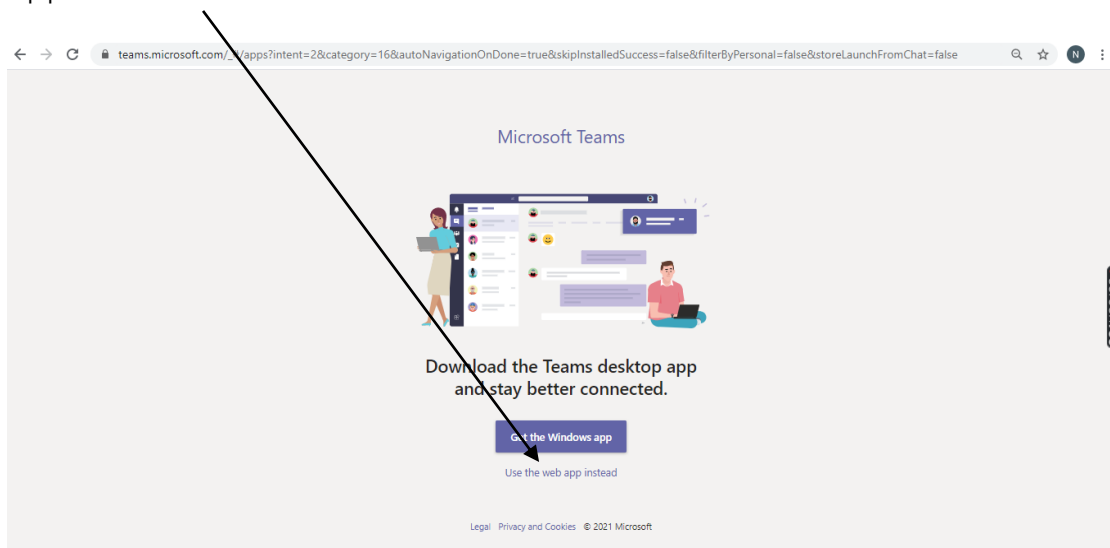 teams.microsoft.com/_#/apps?intent=2&category=16&autoNavigationOnDone=true&skipInstalledSuccess=false&filterByPersonal=false&storeLaunchFromChat=false
N
Microsoft Teams
Download the Teams desktop app
and stay better connected.
Get the Windows app
Use the web app instead
Legal Privacy and Cookies © 2021 Microsoft